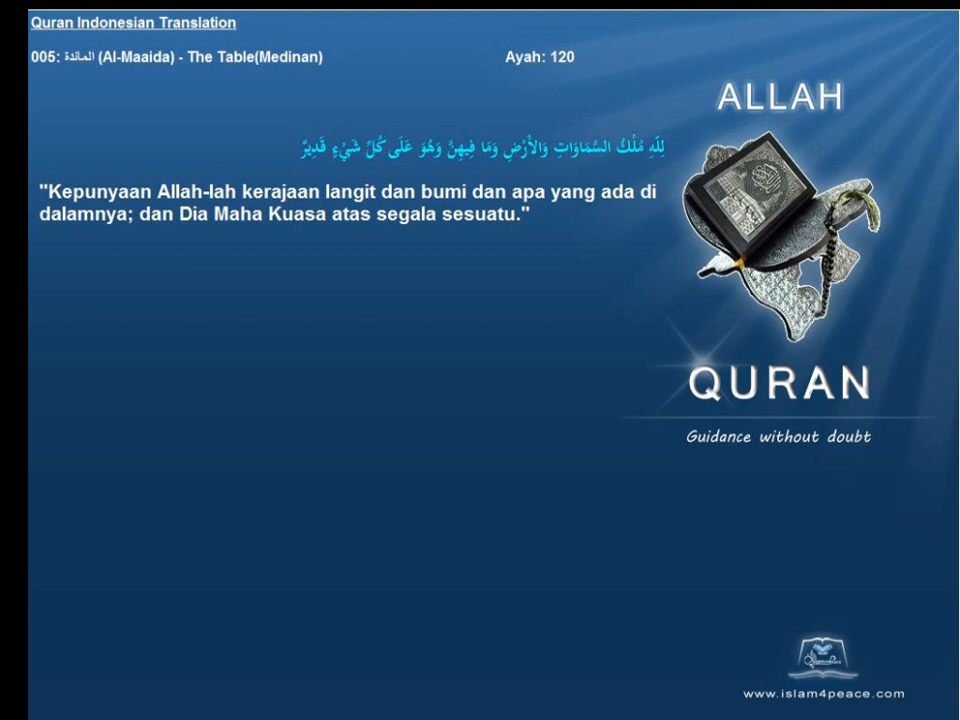 Quran Indonesian Translation
005: المائدة (Al-Maaida) - The Table(Medinan) Ayah: 120
لِلّهِ مُلْكُ السَّمَاوَاتِ وَالأَرْضِ وَمَا فِيهِنَّ وَهُوَ عَلَى كُلِّ شَيْءٍ قَدِيرٌ
"Kepunyaan Allah-lah kerajaan langit dan bumi dan apa yang ada di
dalamnya; dan Dia Maha Kuasa atas segala sesuatu."
ALLAH
QURAN
Guidance without doubt
www.islam4peace.com